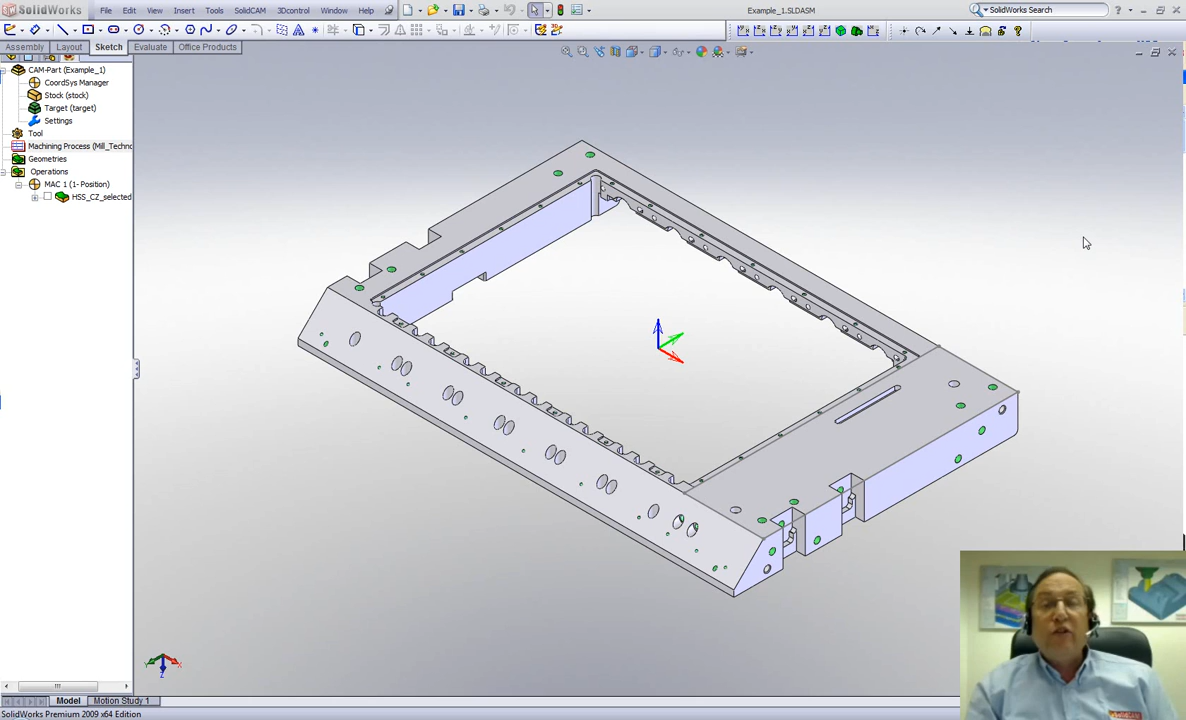 SolidWorks
File Edit View Insert Tools SolidCAM 3Dcontrol Window Help
Example_1.SLDASM
SolidWorks Search
Assembly Layout Sketch Evaluate Office Products
CAM-Part (Example_1)
CoordSys Manager
Stock (stock)
Target (target)
Settings
Tool
Machining Process (Mill_Techno
Geometries
Operations
MAC 1 (1- Position)
HSS_CZ_selected
Y X
Z
Model Motion Study 1
SolidWorks Premium 2009 x64 Edition